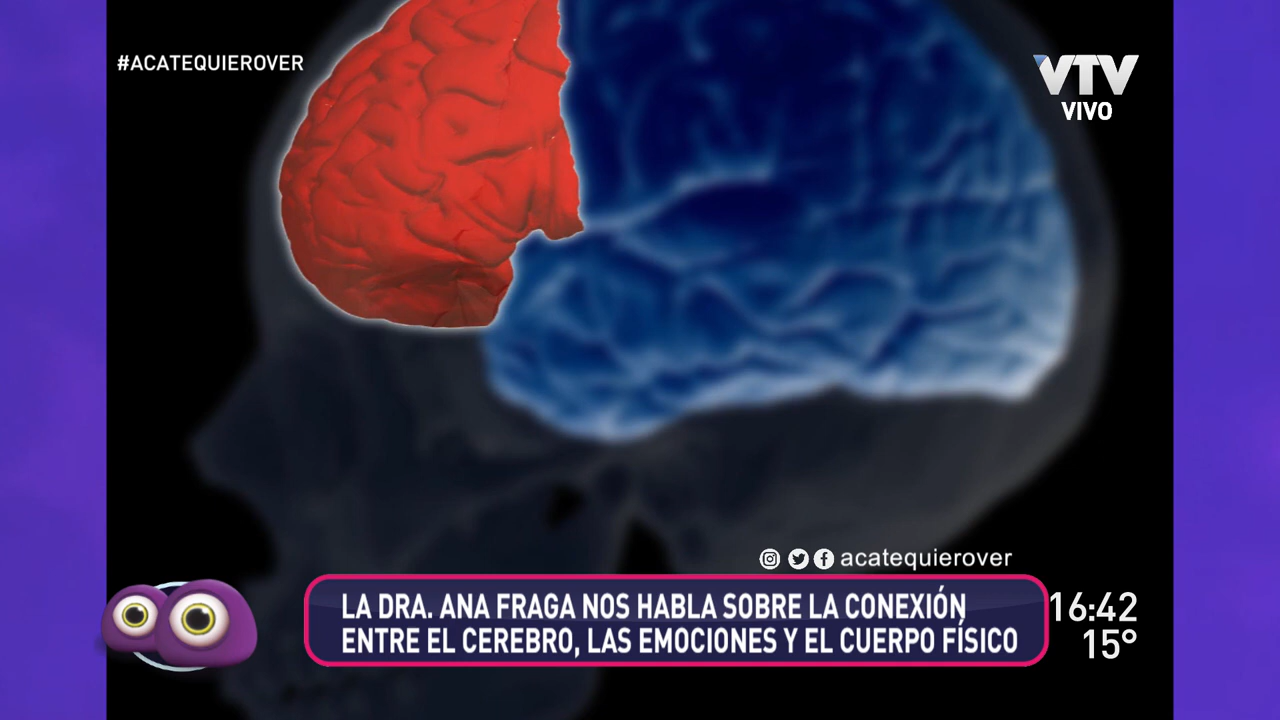 #ACATEQUIEROVER
VTV
VIVO
acatequierover
LA DRA. ANA FRAGA NOS HABLA SOBRE LA CONEXIÓN
ENTRE EL CEREBRO, LAS EMOCIONES Y EL CUERPO FÍSICO
16:42
15°